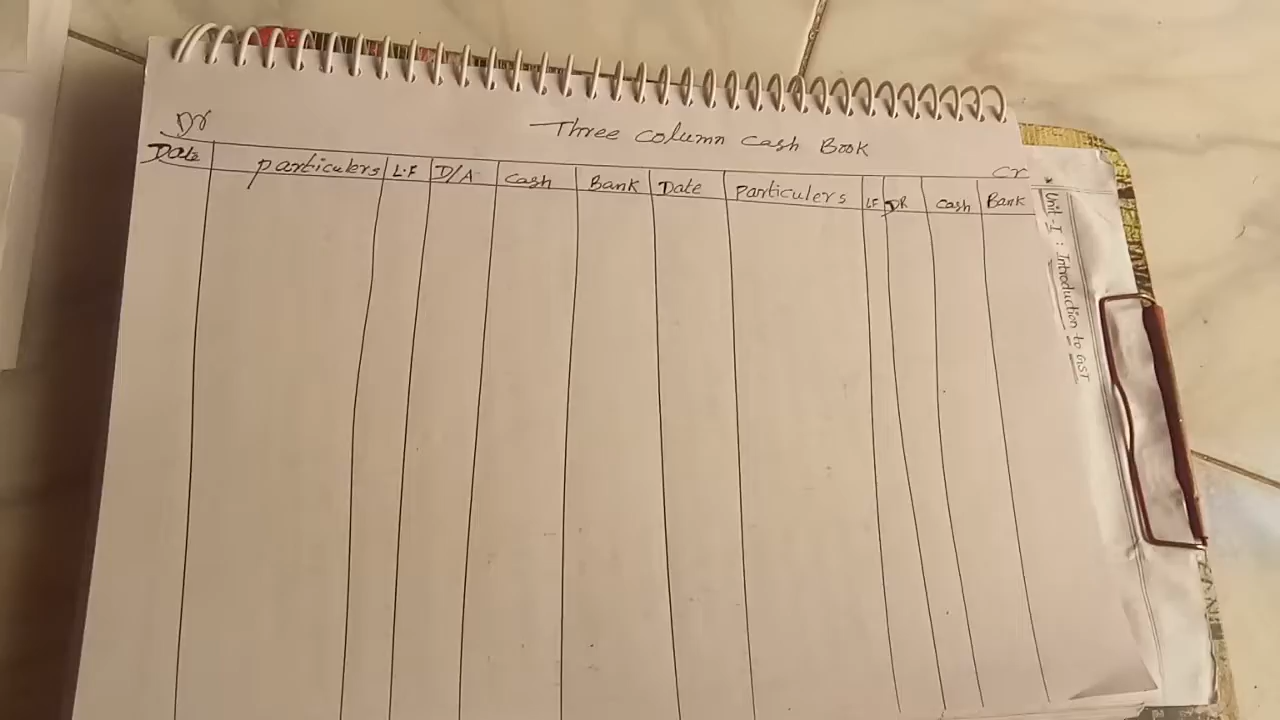 Dr
Three column cash Book
cr
Date particulers L.F D/A cash Bank Date particulers LF DR cash Bank
Unit-I : Introduction to GST